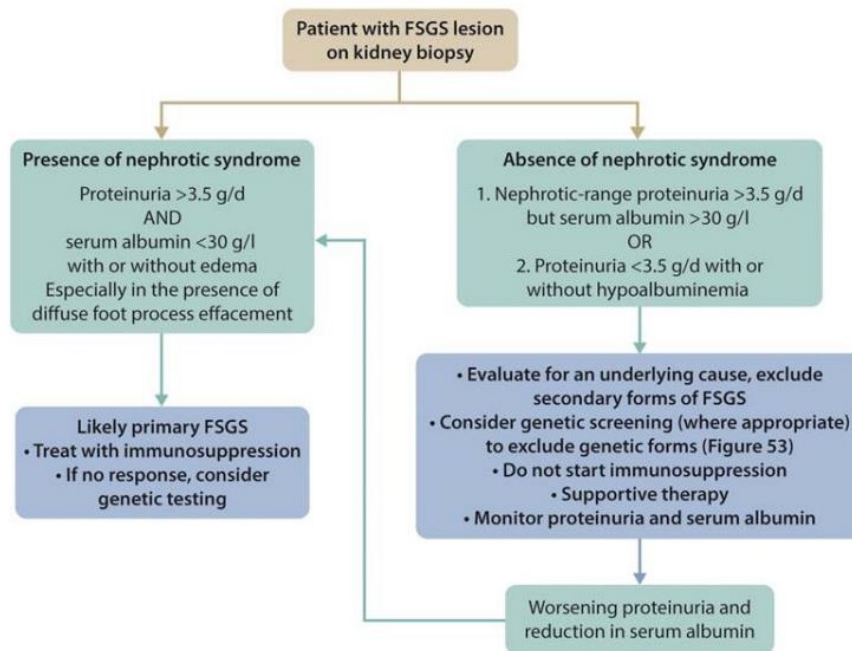 Patient with FSGS lesion
on kidney biopsy
Presence of nephrotic syndrome
Proteinuria >3.5 g/d
AND
serum albumin <30 g/l
with or without edema
Especially in the presence of
diffuse foot process effacement
Absence of nephrotic syndrome
1. Nephrotic-range proteinuria >3.5 g/d
but serum albumin >30 g/l
OR
2. Proteinuria <3.5 g/d with or
without hypoalbuminemia
Likely primary FSGS
• Treat with immunosuppression
• If no response, consider
genetic testing
• Evaluate for an underlying cause, exclude
secondary forms of FSGS
• Consider genetic screening (where appropriate)
to exclude genetic forms (Figure 53)
• Do not start immunosuppression
• Supportive therapy
• Monitor proteinuria and serum albumin
Worsening proteinuria and
reduction in serum albumin